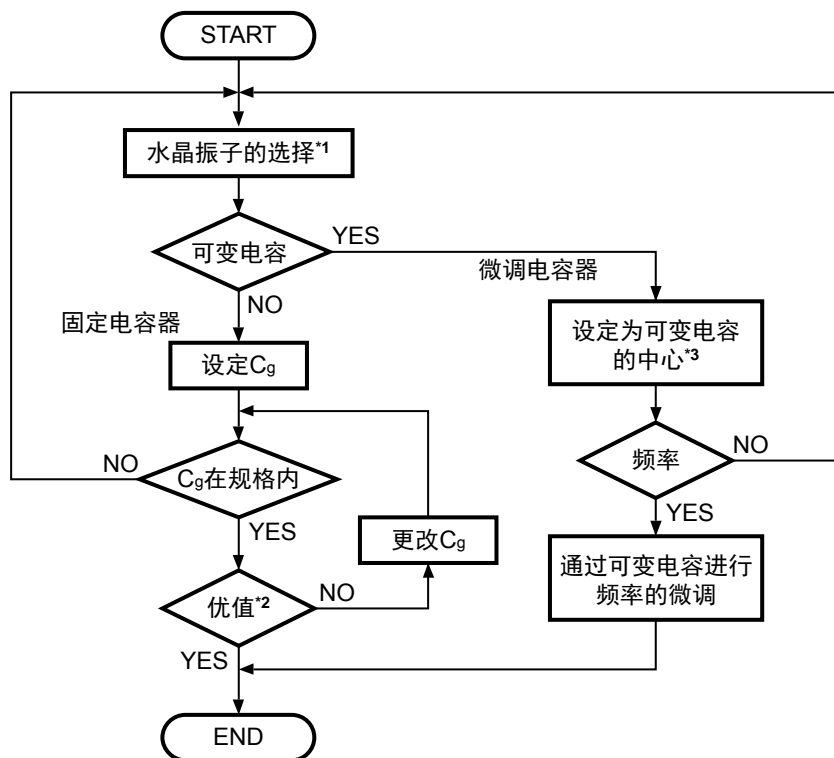 START
水晶振子的选择*1
可变电容
YES
微调电容器
NO
固定电容器
设定Cg
设定为可变电容
的中心*3
NO
Cg在规格内
YES
频率
NO
YES
更改Cg
通过可变电容进行
频率的微调
优值*2
NO
YES
END